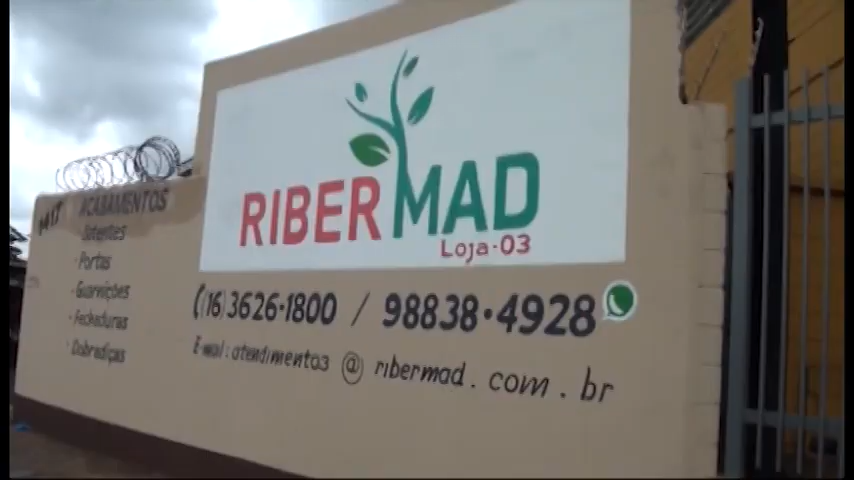 1417
ACABAMENTOS
Batentes
·Portas
·Guarnições
·Fechaduras
·Dobradiças
RIBERMAD
Loja-03
(16)3626-1800 / 98838-4928
E-mail: atendimento3@ribermad.com.br